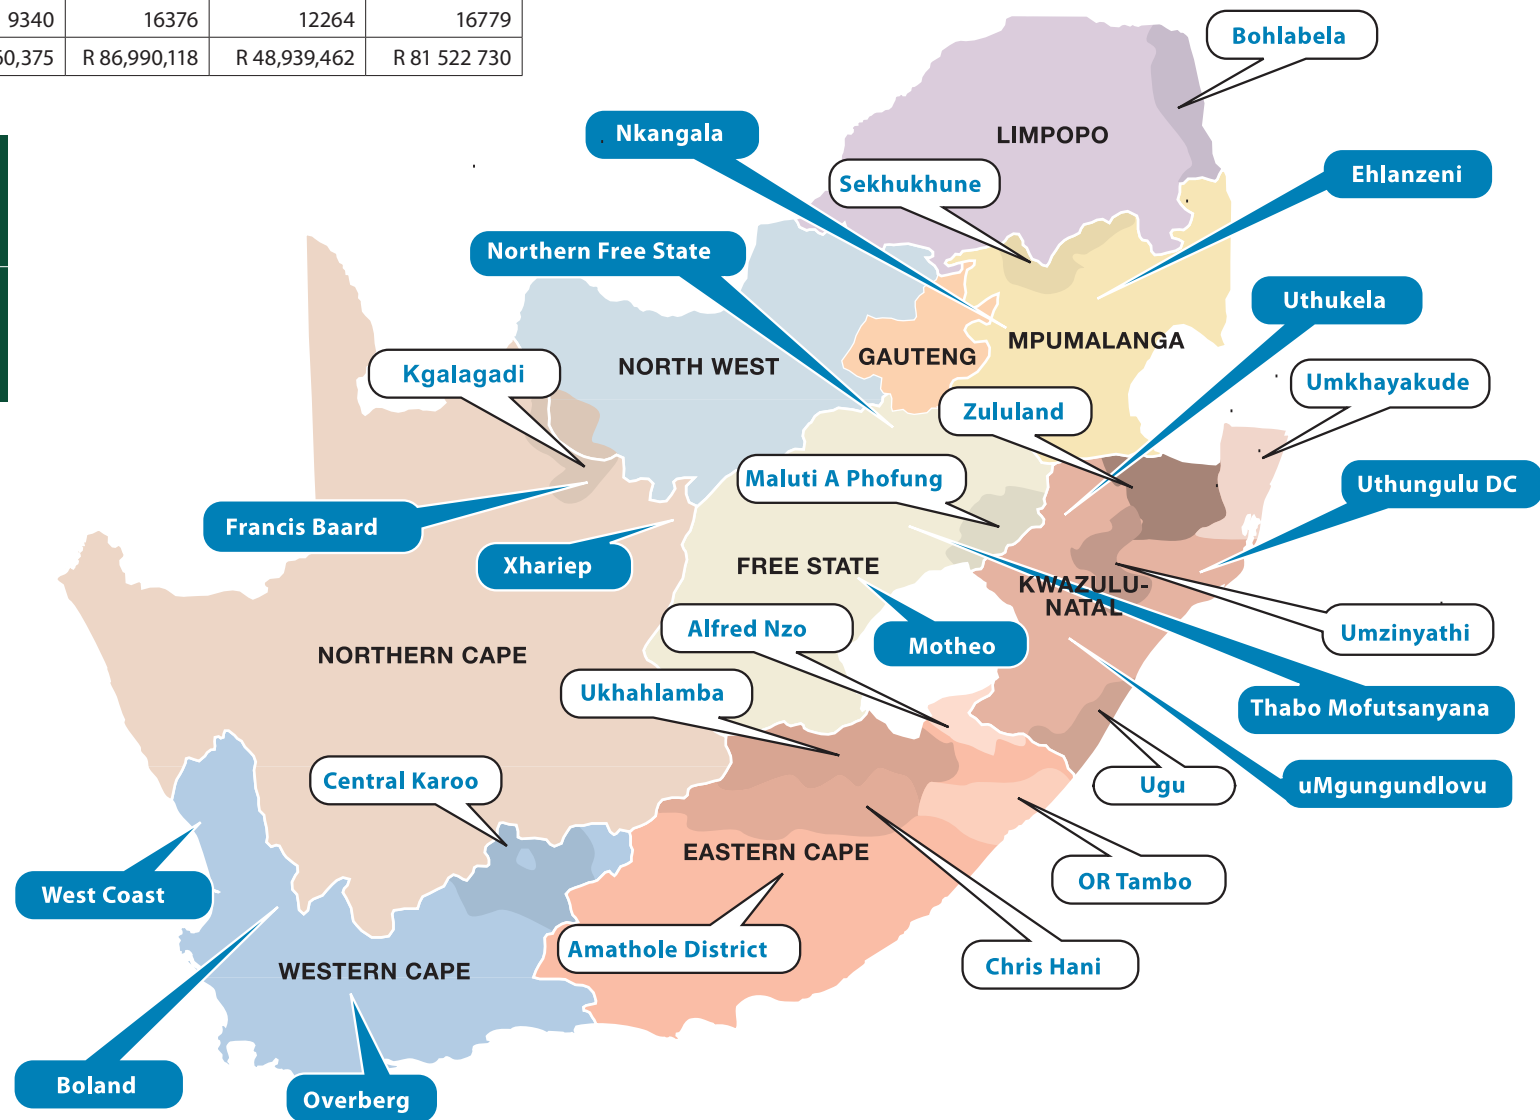 9340 16376 12264 16779
60,375 R 86,990,118 R 48,939,462 R 81 522 730
Bohlabela
Nkangala
LIMPOPO
Sekhukhune
Ehlanzeni
Northern Free State
Uthukela
MPUMALANGA
GAUTENG
NORTH WEST
Kgalagadi
Umkhayakude
Zululand
Maluti A Phofung
Uthungulu DC
Francis Baard
Xhariep
FREE STATE
KWAZULU-
NATAL
Alfred Nzo
Motheo
Umzinyathi
NORTHERN CAPE
Ukhahlamba
Thabo Mofutsanyana
Central Karoo
Ugu
uMgungundlovu
EASTERN CAPE
OR Tambo
West Coast
Amathole District
Chris Hani
WESTERN CAPE
Boland
Overberg